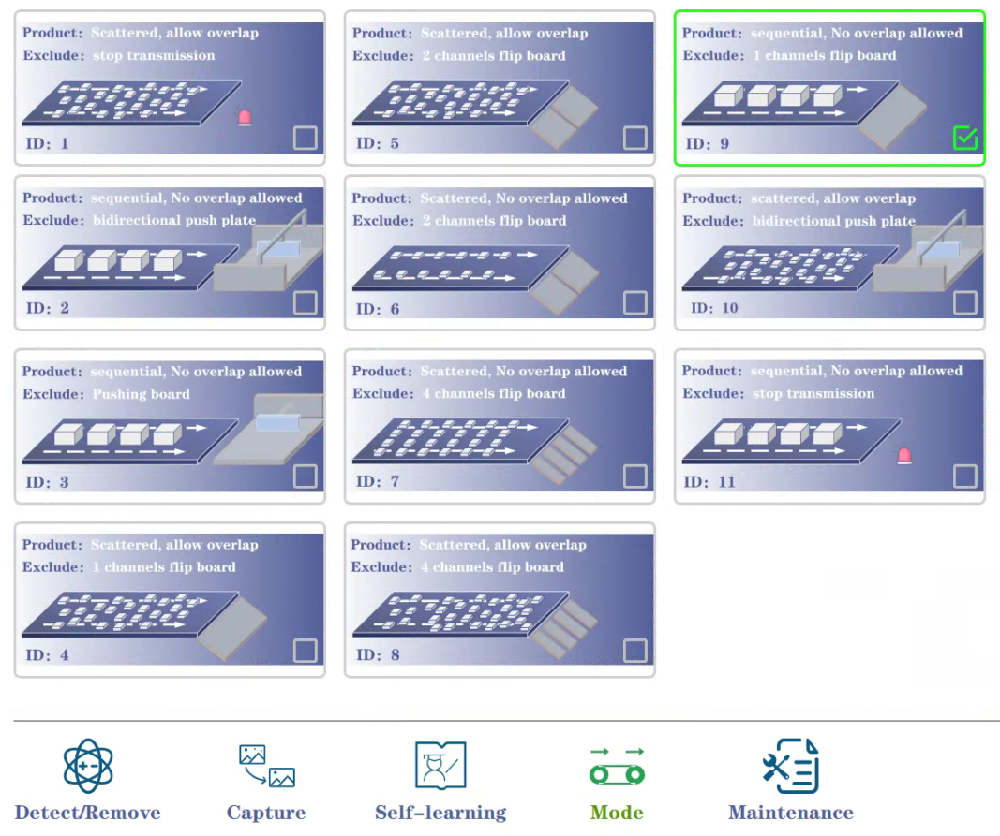 Product: Scattered, allow overlap
Exclude: stop transmission
ID: 1
Product: Scattered, allow overlap
Exclude: 2 channels flip board
ID: 5
Product: sequential, No overlap allowed
Exclude: 1 channels flip board
ID: 9
Product: sequential, No overlap allowed
Exclude: bidirectional push plate
ID: 2
Product: Scattered, No overlap allowed
Exclude: 2 channels flip board
ID: 6
Product: scattered, allow overlap
Exclude: bidirectional push plate
ID: 10
Product: sequential, No overlap allowed
Exclude: Pushing board
ID: 3
Product: Scattered, No overlap allowed
Exclude: 4 channels flip board
ID: 7
Product: sequential, No overlap allowed
Exclude: stop transmission
ID: 11
Product: Scattered, allow overlap
Exclude: 1 channels flip board
ID: 4
Product: Scattered, allow overlap
Exclude: 4 channels flip board
ID: 8
Detect/Remove
Capture
Self-learning
Mode
Maintenance